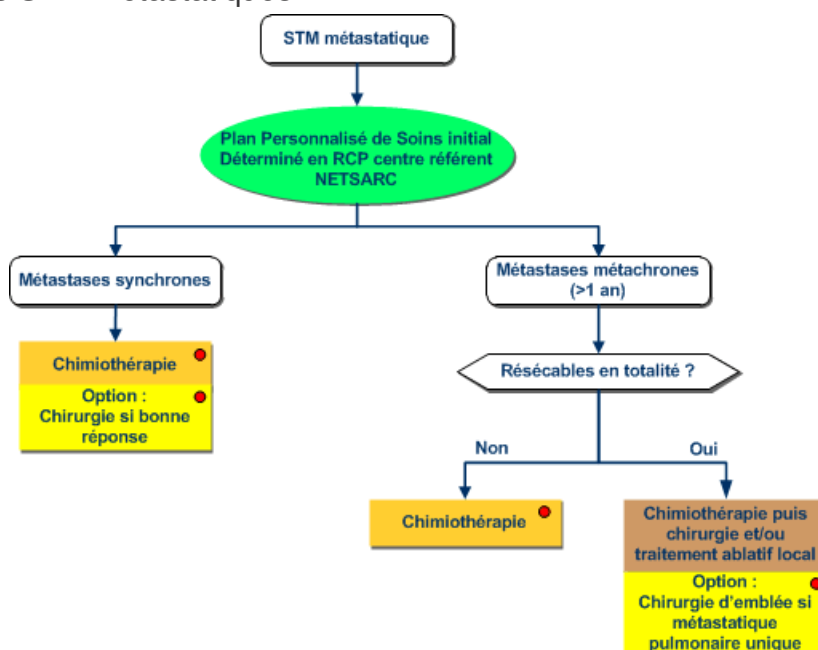 STM métastatique
Plan Personnalisé de Soins initial
Déterminé en RCP centre référent
NETSARC
Métastases synchrones
Métastases métachrones
(>1 an)
Chimiothérapie
Option :
Chirurgie si bonne
réponse
Résécables en totalité ?
Non
Oui
Chimiothérapie
Chimiothérapie puis
chirurgie et/ou
traitement ablatif local
Option :
Chirurgie d'emblée si
métastatique
pulmonaire unique